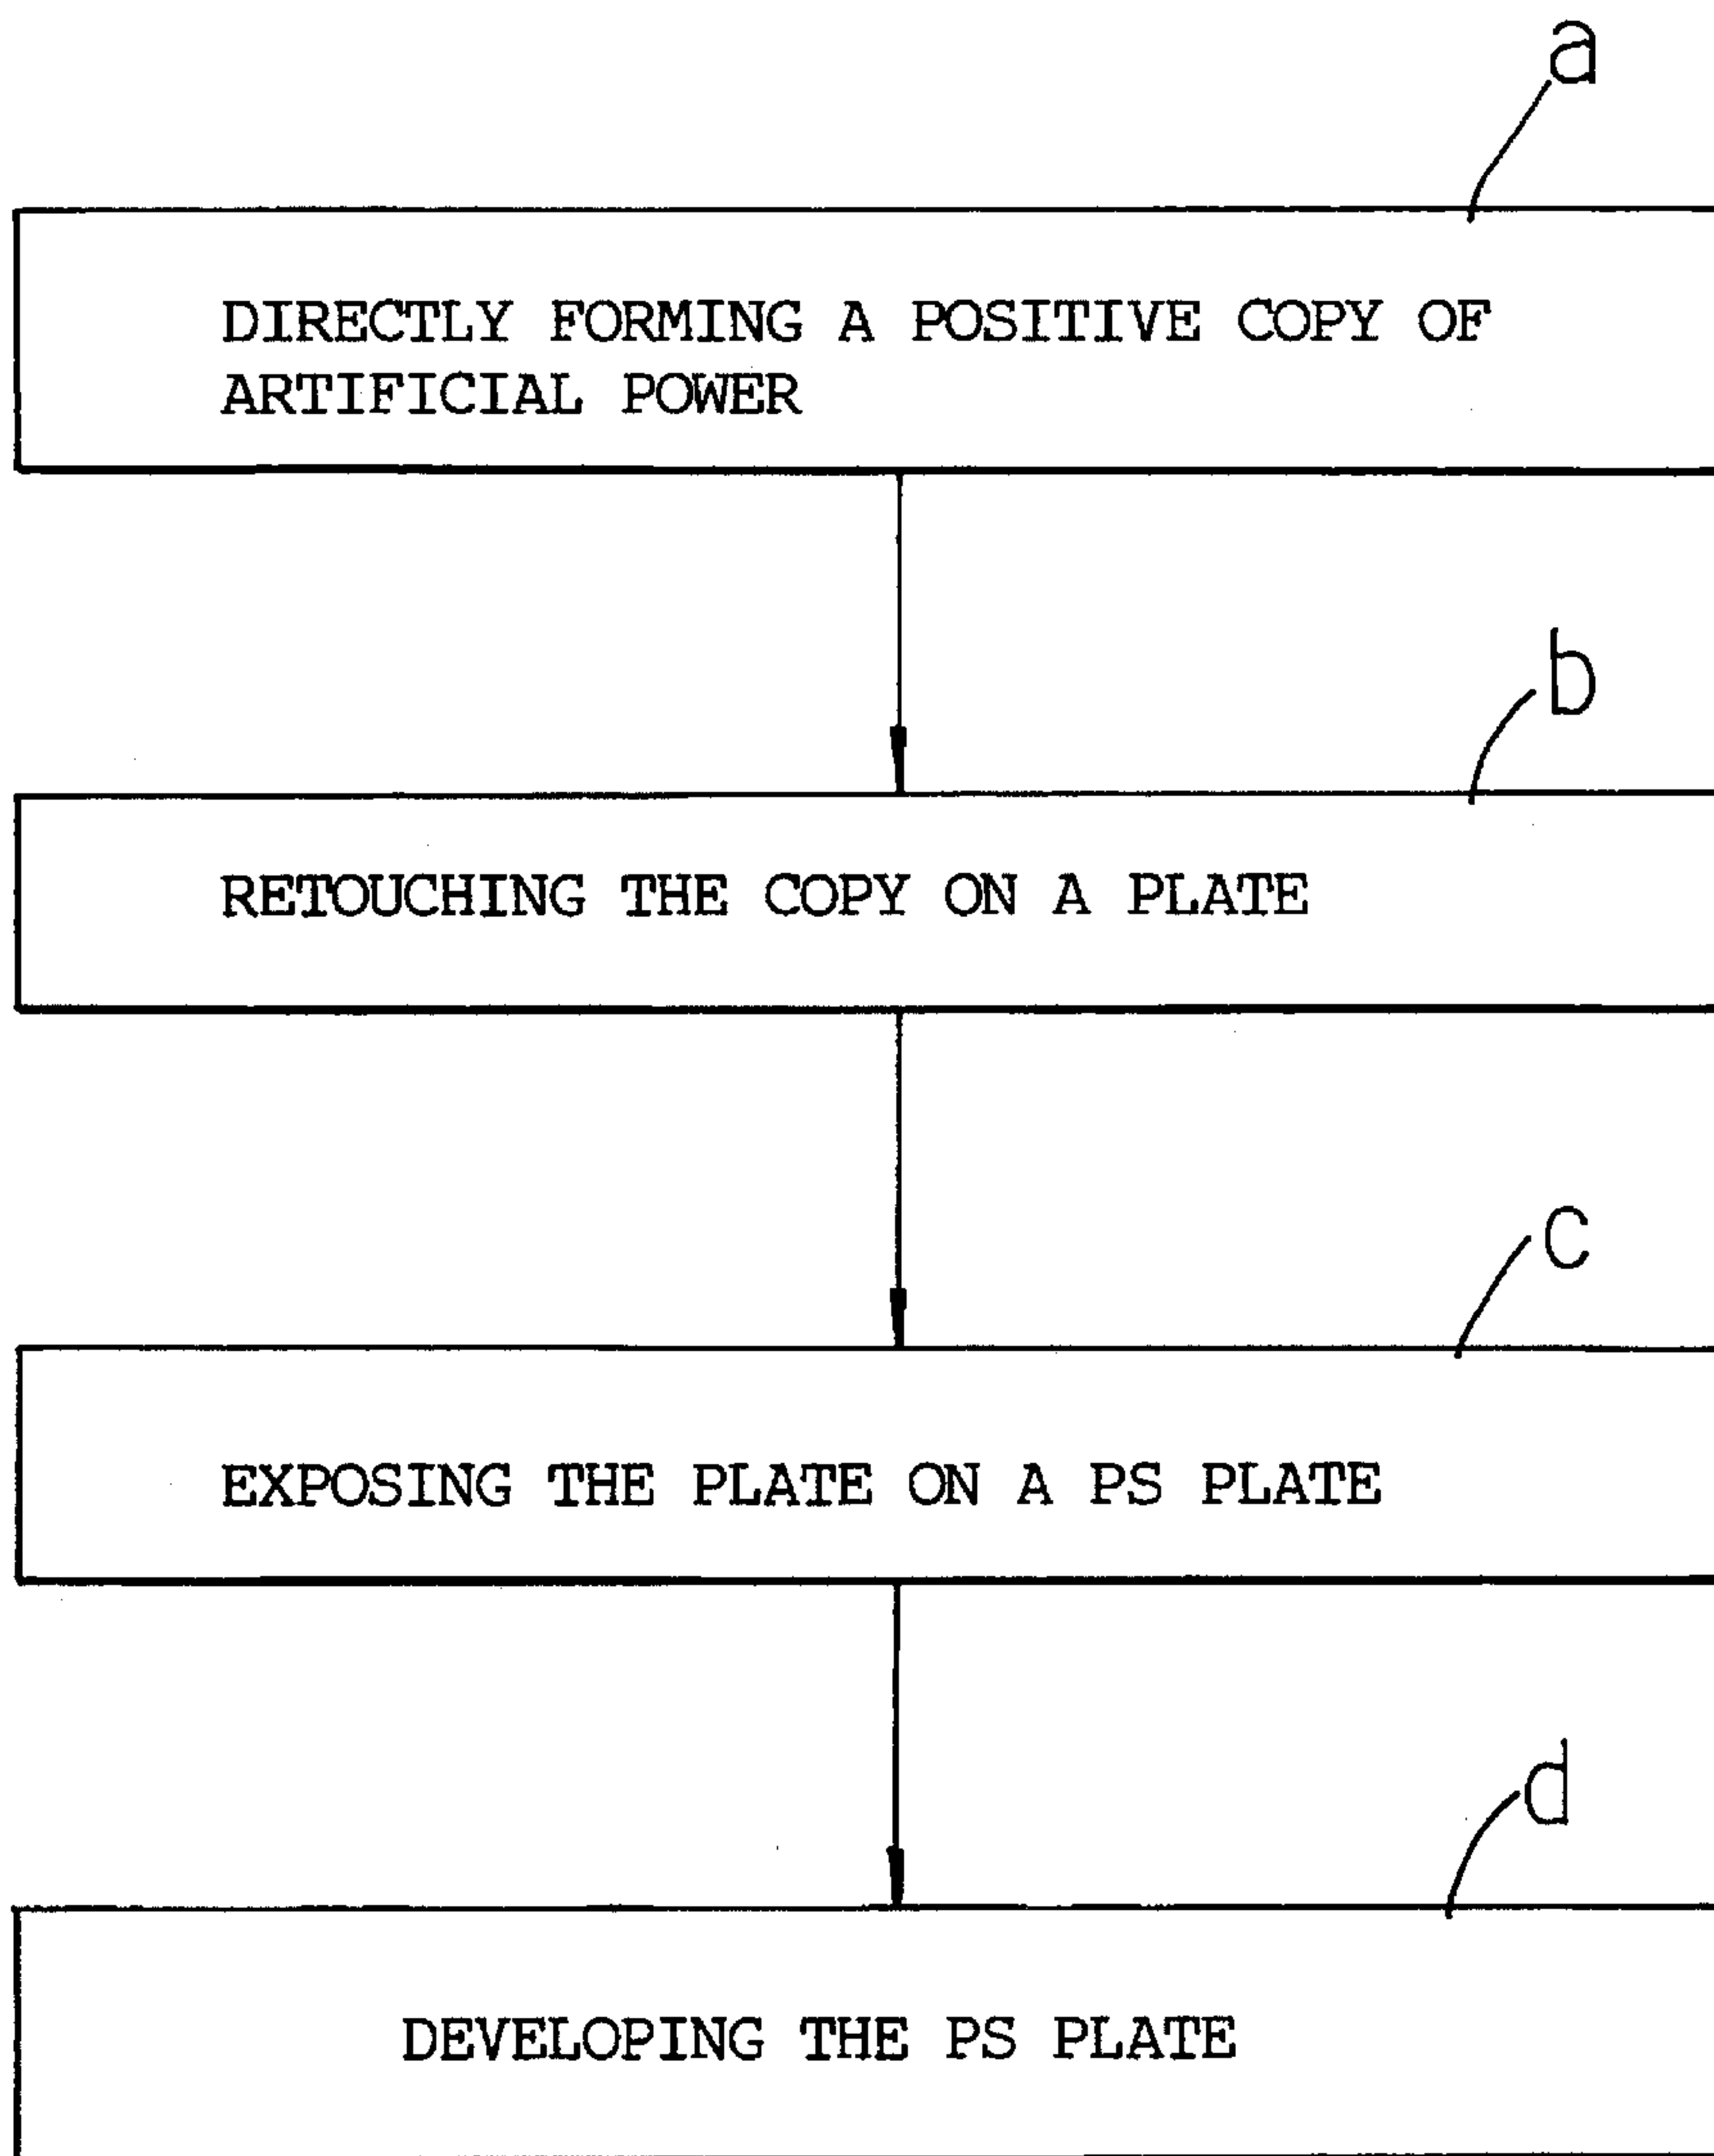 a
DIRECTLY FORMING A POSITIVE COPY OF
ARTIFICIAL POWER
b
RETOUCHING THE COPY ON A PLATE
c
EXPOSING THE PLATE ON A PS PLATE
d
DEVELOPING THE PS PLATE